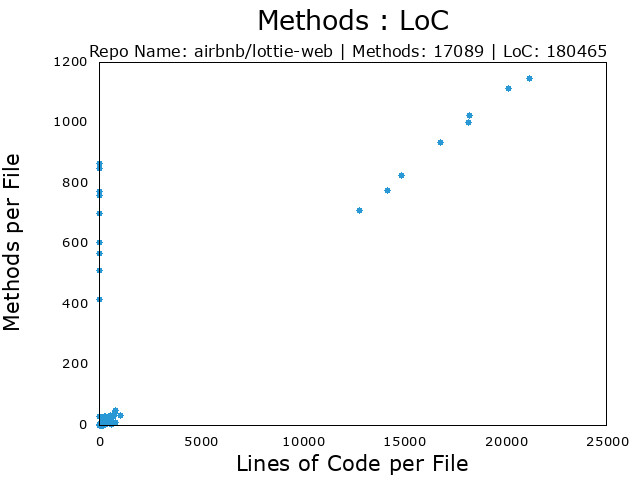 Methods : LoC
Repo Name: airbnb/lottie-web | Methods: 17089 | LoC: 180465
1200
1000
800
600
400
200
0
Methods per File
0 5000 10000 15000 20000 25000
Lines of Code per File